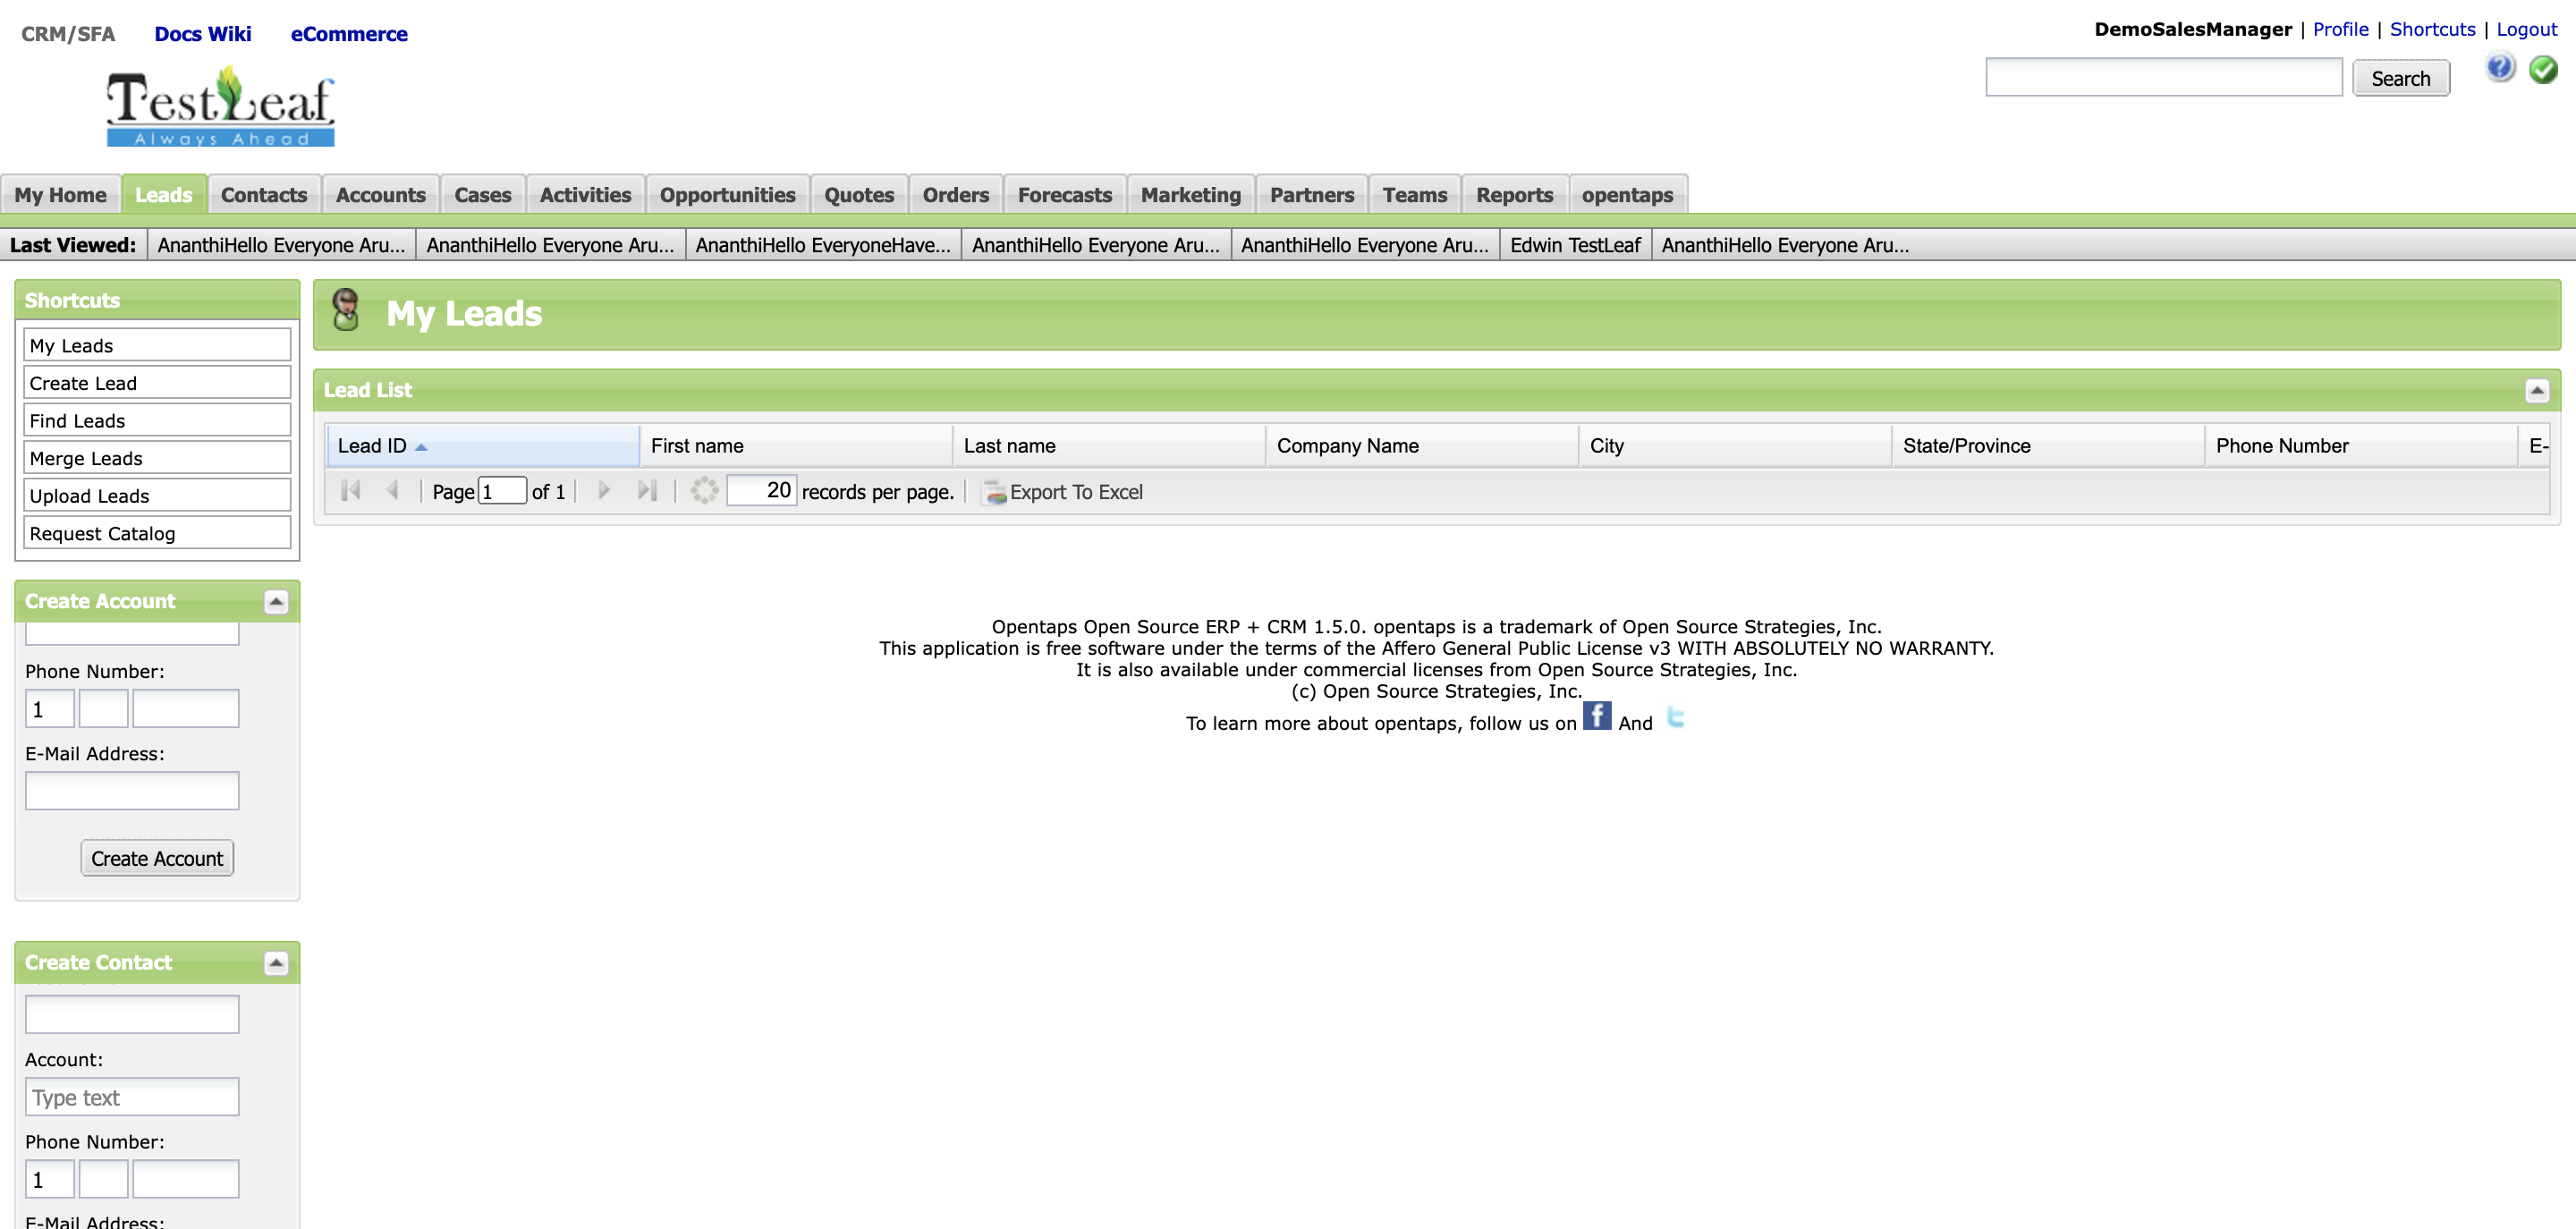 CRM/SFA Docs Wiki eCommerce
DemoSalesManager | Profile | Shortcuts | Logout
Search
TestLeaf
Always Ahead
My Home Leads Contacts Accounts Cases Activities Opportunities Quotes Orders Forecasts Marketing Partners Teams Reports opentaps
Last Viewed: AnanthiHello Everyone Aru... AnanthiHello Everyone Aru... AnanthiHello EveryoneHave... AnanthiHello Everyone Aru... AnanthiHello Everyone Aru... Edwin TestLeaf AnanthiHello Everyone Aru...
Shortcuts
My Leads
Create Lead
Find Leads
Merge Leads
Upload Leads
Request Catalog
My Leads
Lead List
Lead ID First name Last name Company Name City State/Province Phone Number E-
Page 1 of 1 20 records per page. Export To Excel
Create Account
Phone Number:
1
E-Mail Address:
Create Account
Create Contact
Account:
Type text
Phone Number:
1
E-Mail Address:
Opentaps Open Source ERP + CRM 1.5.0. opentaps is a trademark of Open Source Strategies, Inc.
This application is free software under the terms of the Affero General Public License v3 WITH ABSOLUTELY NO WARRANTY.
It is also available under commercial licenses from Open Source Strategies, Inc.
(c) Open Source Strategies, Inc.
To learn more about opentaps, follow us on f And t